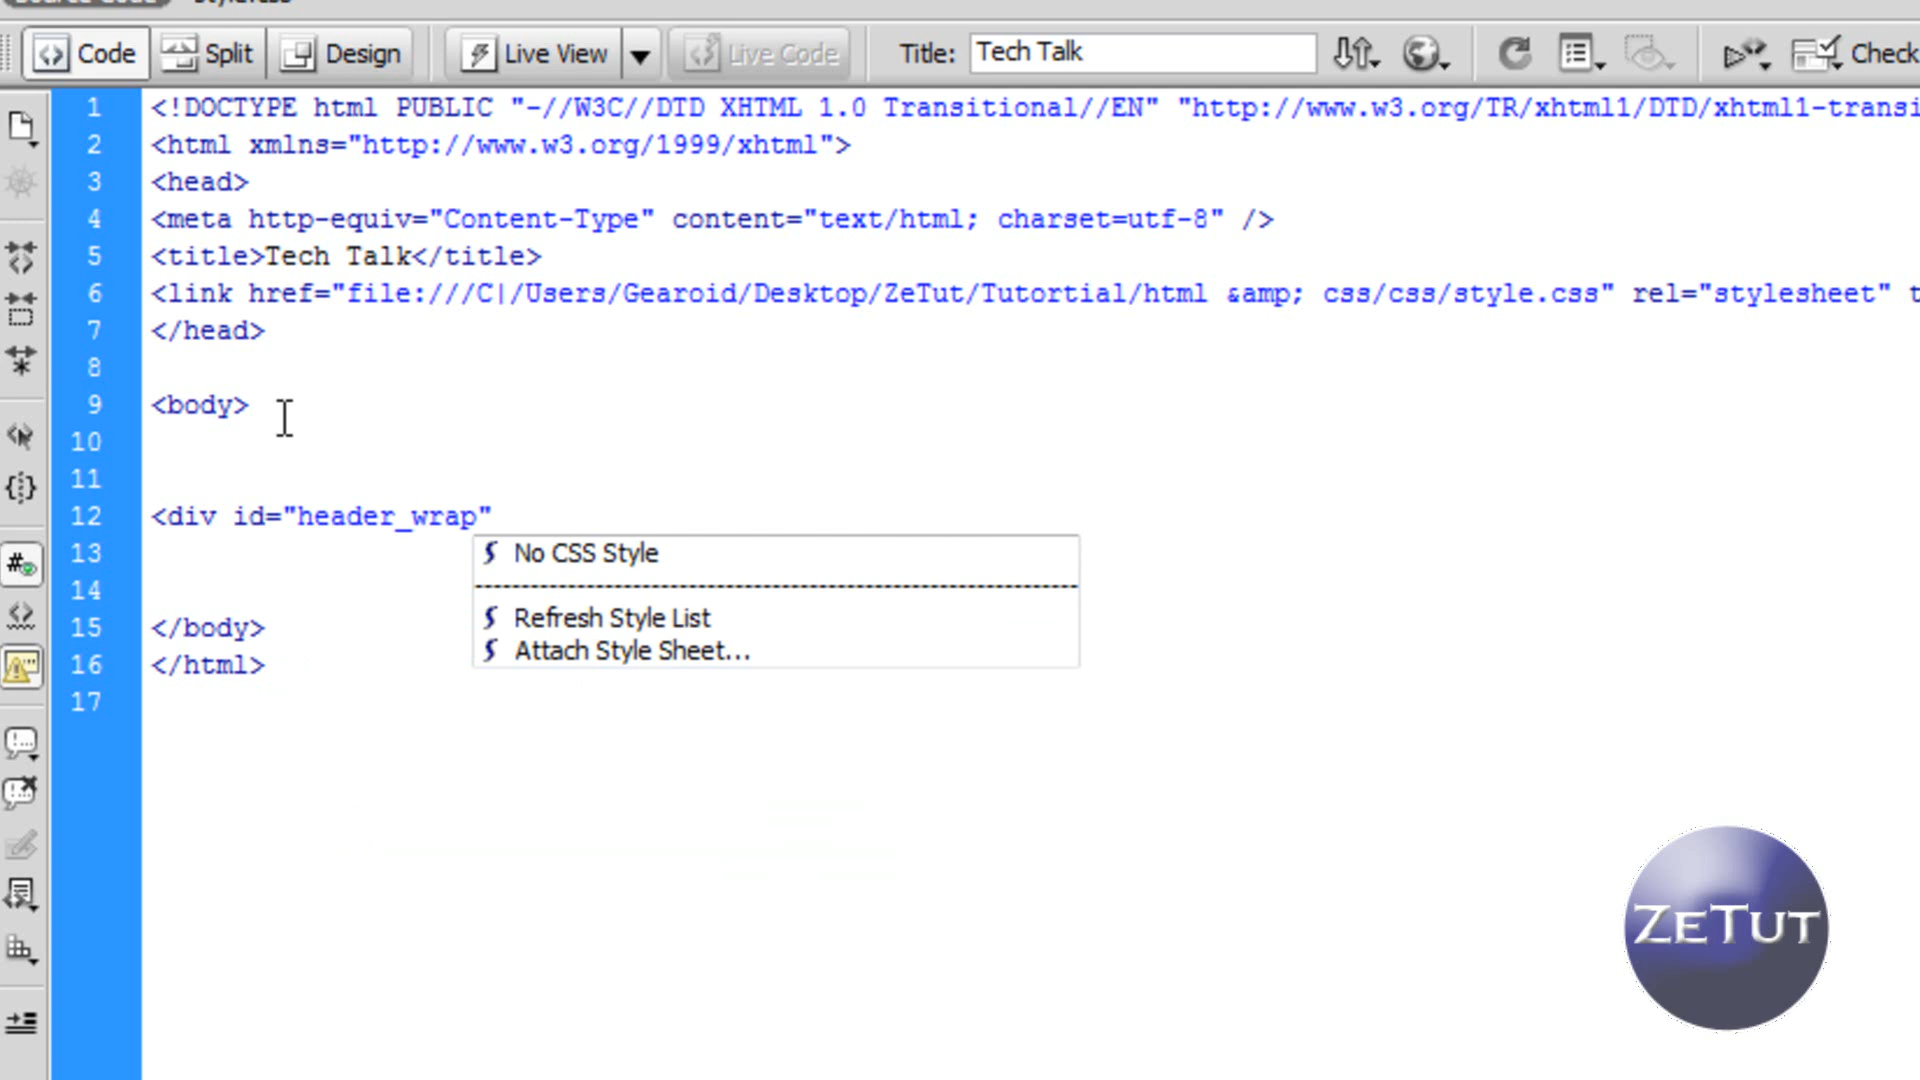 Code Split Design Live View Live Code Title: Tech Talk Check
1 <!DOCTYPE html PUBLIC "-//W3C//DTD XHTML 1.0 Transitional//EN" "http://www.w3.org/TR/xhtml1/DTD/xhtml1-transi
2 <html xmlns="http://www.w3.org/1999/xhtml">
3 <head>
4 <meta http-equiv="Content-Type" content="text/html; charset=utf-8" />
5 <title>Tech Talk</title>
6 <link href="file:///C|/Users/Gearoid/Desktop/ZeTut/Tutortial/html &amp; css/css/style.css" rel="stylesheet" t
7 </head>
8
9 <body>
10
11
12 <div id="header_wrap"
13
14
15 </body>
16 </html>
17
No CSS Style
Refresh Style List
Attach Style Sheet...
ZETUT